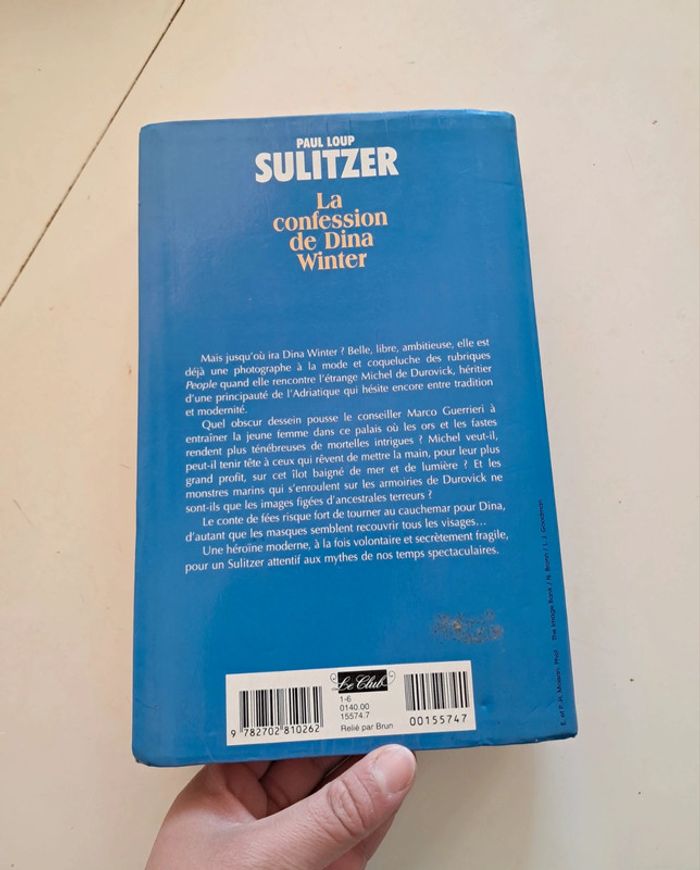 PAUL LOUP
SULITZER
La
confession
de Dina
Winter
Mais jusqu'où ira Dina Winter ? Belle, libre, ambitieuse, elle est
déjà une photographe à la mode et coqueluche des rubriques
People quand elle rencontre l'étrange Michel de Durovick, héritier
d'une principauté de l'Adriatique qui hésite encore entre tradition
et modernité.
Quel obscur dessein pousse le conseiller Marco Guerrieri à
entraîner la jeune femme dans ce palais où les ors et les fastes
rendent plus ténébreuses de mortelles intrigues ? Michel veut-il,
peut-il tenir tête à ceux qui rêvent de mettre la main, pour leur plus
grand profit, sur cet îlot baigné de mer et de lumière ? Et les
monstres marins qui s'enroulent sur les armoiries de Durovick ne
sont-ils que les images figées d'ancestrales terreurs ?
Le conte de fées risque fort de tourner au cauchemar pour Dina,
d'autant que les masques semblent recouvrir tous les visages...
Une héroïne moderne, à la fois volontaire et secrètement fragile,
pour un Sulitzer attentif aux mythes de nos temps spectaculaires.
E. et P. H. Phot. The Image Bank / N. Brown / L. J. Goodman
Le Club
1-6
0140.00
15574.7
Relié par Brun
9 782702 810262
00155747